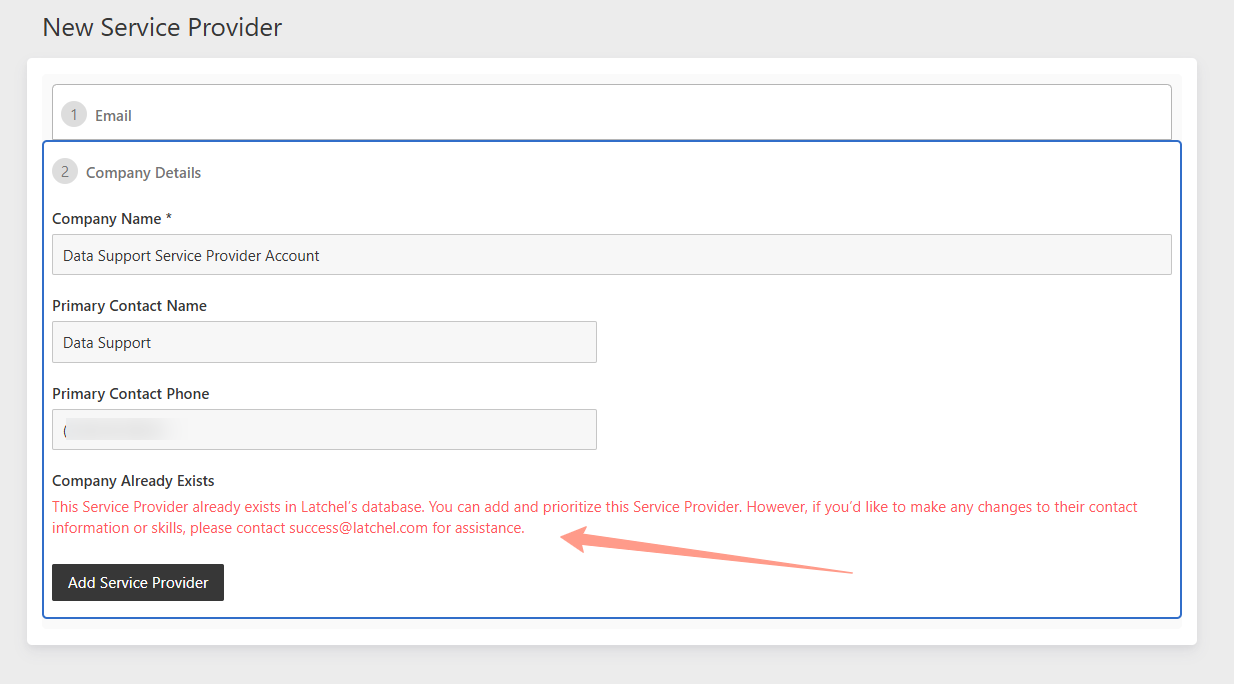 New Service Provider
1 Email
2 Company Details
Company Name *
Data Support Service Provider Account
Primary Contact Name
Data Support
Primary Contact Phone
(
Company Already Exists
This Service Provider already exists in Latchel’s database. You can add and prioritize this Service Provider. However, if you’d like to make any changes to their contact
information or skills, please contact success@latchel.com for assistance.
Add Service Provider